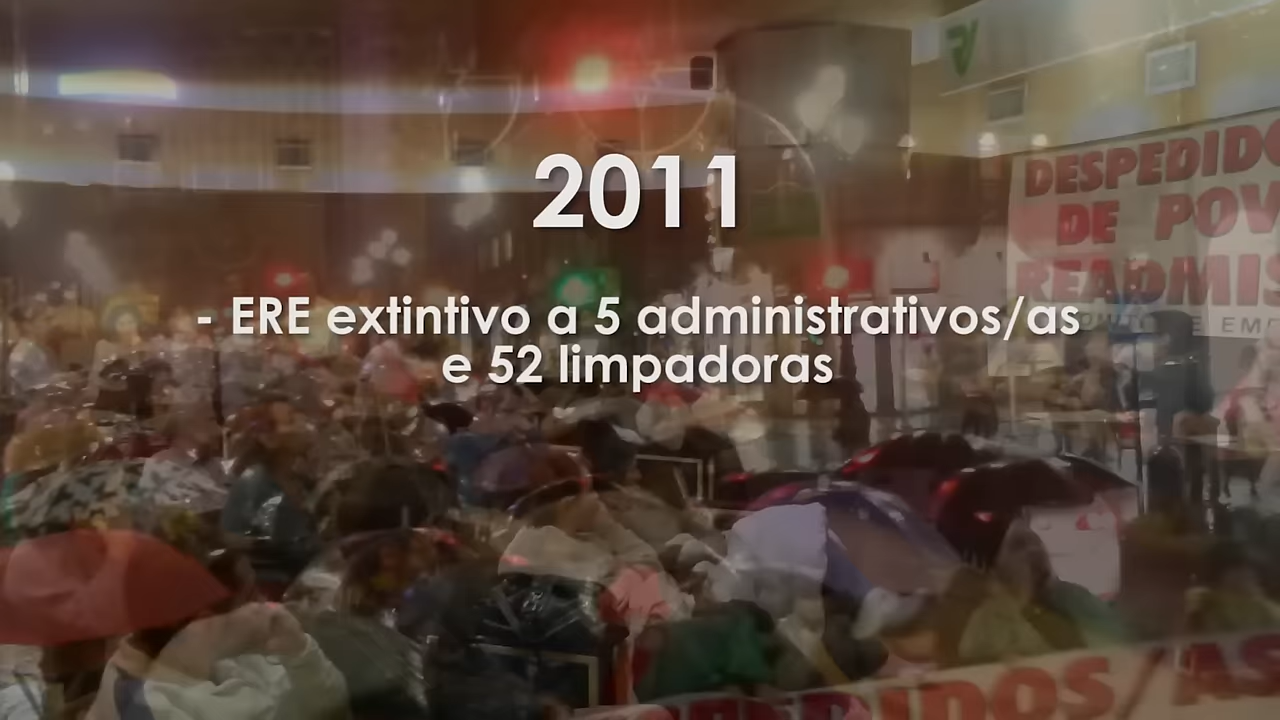 2011
- ERE extintivo a 5 administrativos/as
e 52 limpadoras
DESPEDIDO
DE POV
READMIS